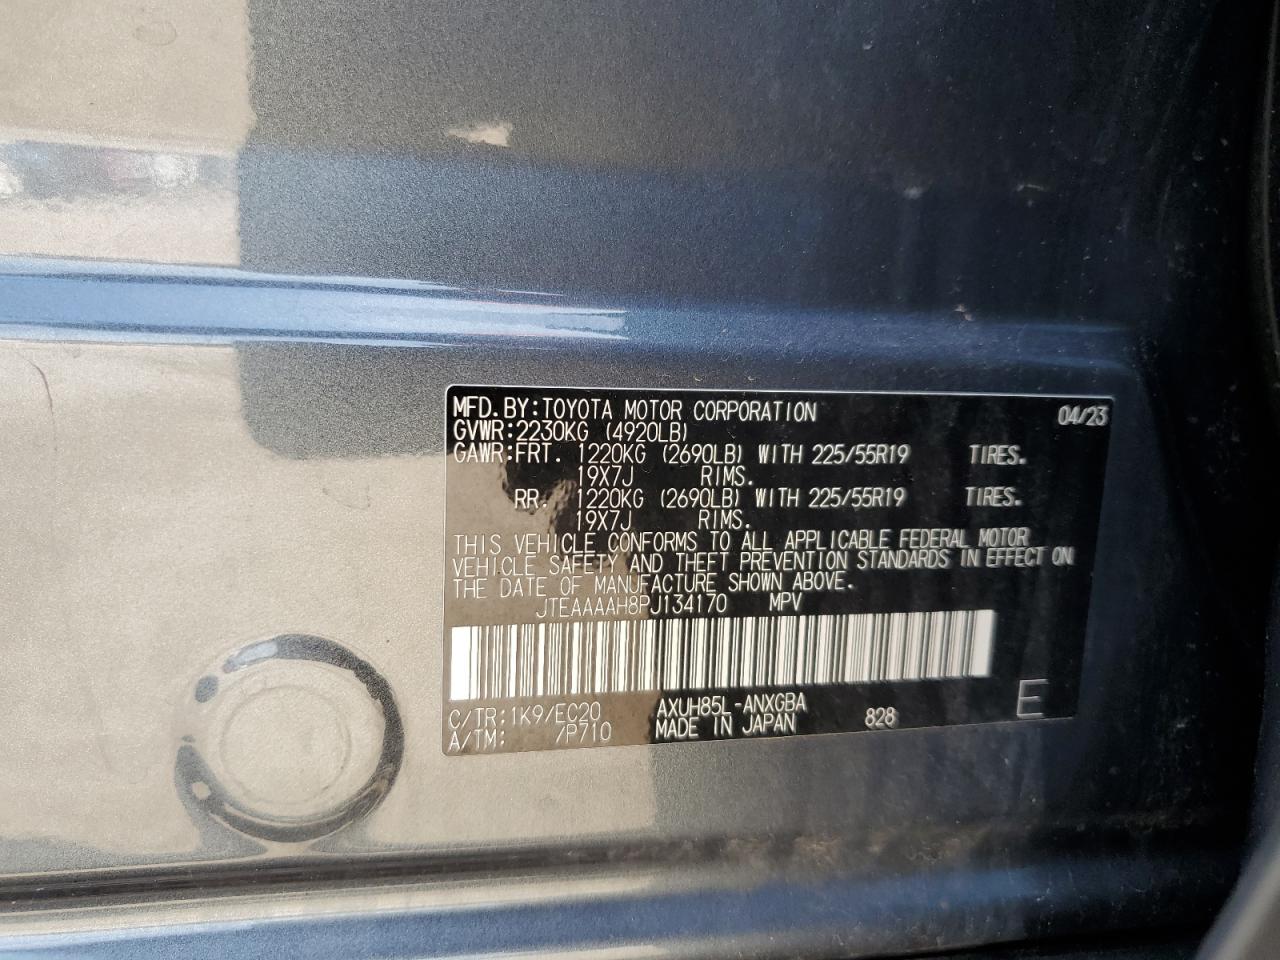 MFD.BY:TOYOTA MOTOR CORPORATION 04/23
GVWR:2230KG (4920LB)
GAWR:FRT. 1220KG (2690LB) WITH 225/55R19 TIRES.
19X7J RIMS.
RR. 1220KG (2690LB) WITH 225/55R19 TIRES.
19X7J RIMS.
THIS VEHICLE CONFORMS TO ALL APPLICABLE FEDERAL MOTOR
VEHICLE SAFETY AND THEFT PREVENTION STANDARDS IN EFFECT ON
THE DATE OF MANUFACTURE SHOWN ABOVE.
JTEAAAAH8PJ134170 MPV
C/TR:1K9/EC20 AXUH85L-ANXGBA
A/TM: /P710 MADE IN JAPAN 828 E